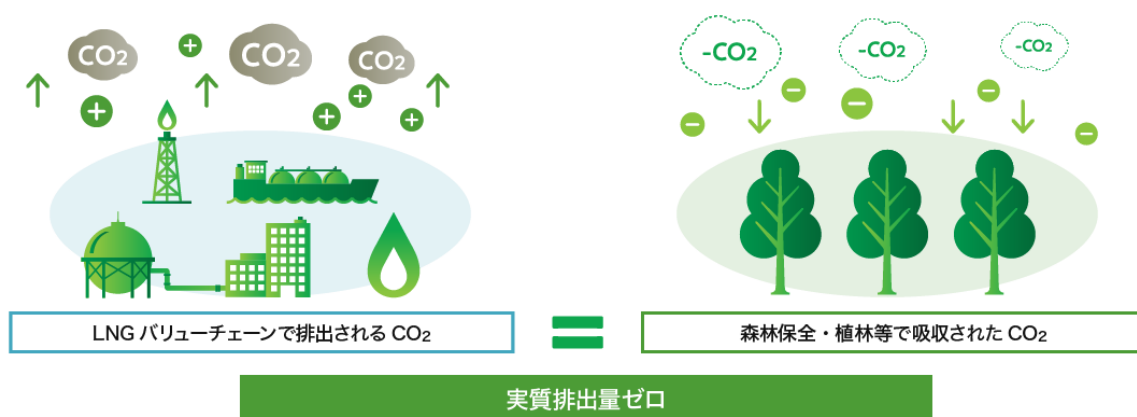 CO2
CO2
CO2
-CO2
-CO2
-CO2
LNG バリューチェーンで排出される CO2
=
森林保全・植林等で吸収された CO2
実質排出量ゼロ